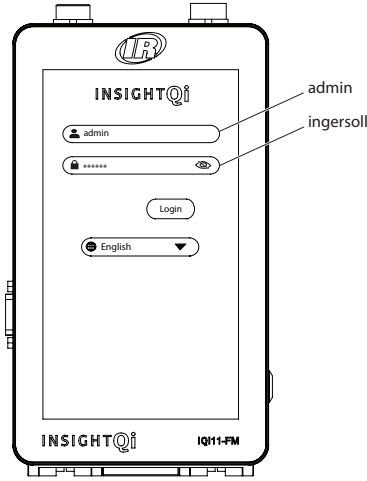 IR
INSIGHTQi
admin
admin
ingersoll
******
Login
English
INSIGHTQi
IQI11-FM